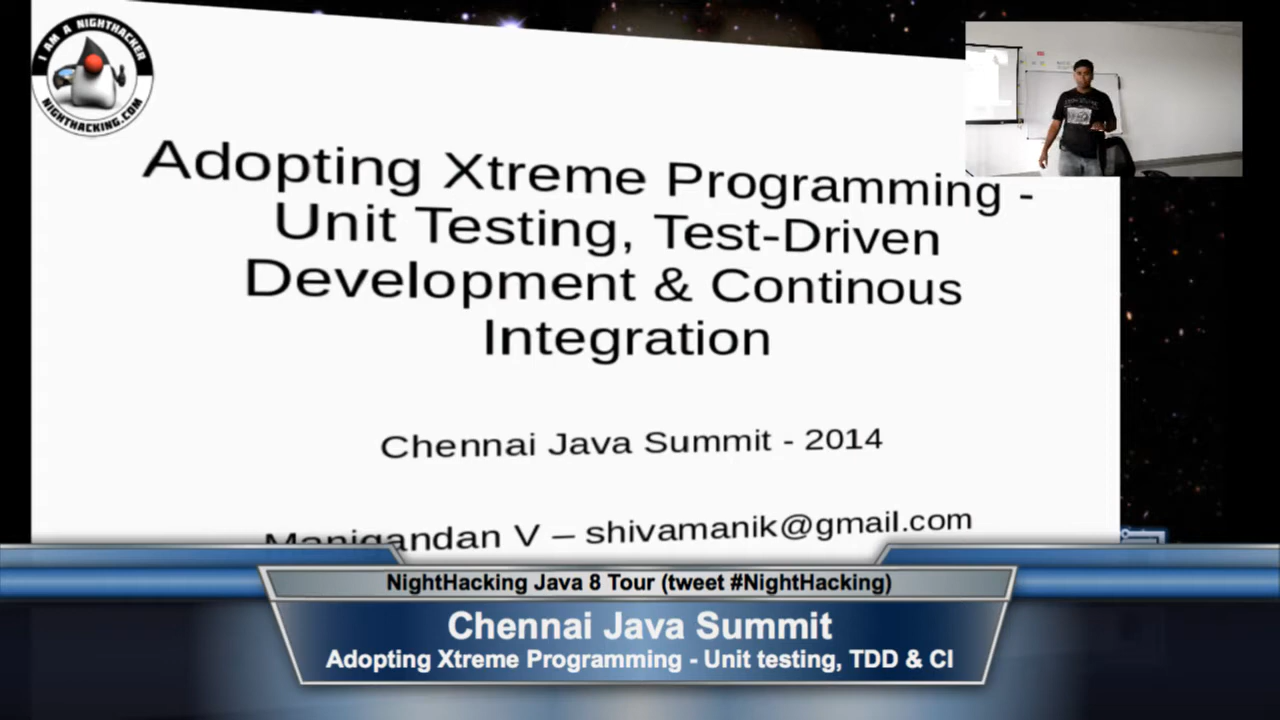 I AM A NIGHTHACKER
NIGHTHACKING.COM
Adopting Xtreme Programming -
Unit Testing, Test-Driven
Development & Continous
Integration
Chennai Java Summit - 2014
Manigandan V – shivamanik@gmail.com
NightHacking Java 8 Tour (tweet #NightHacking)
Chennai Java Summit
Adopting Xtreme Programming - Unit testing, TDD & CI